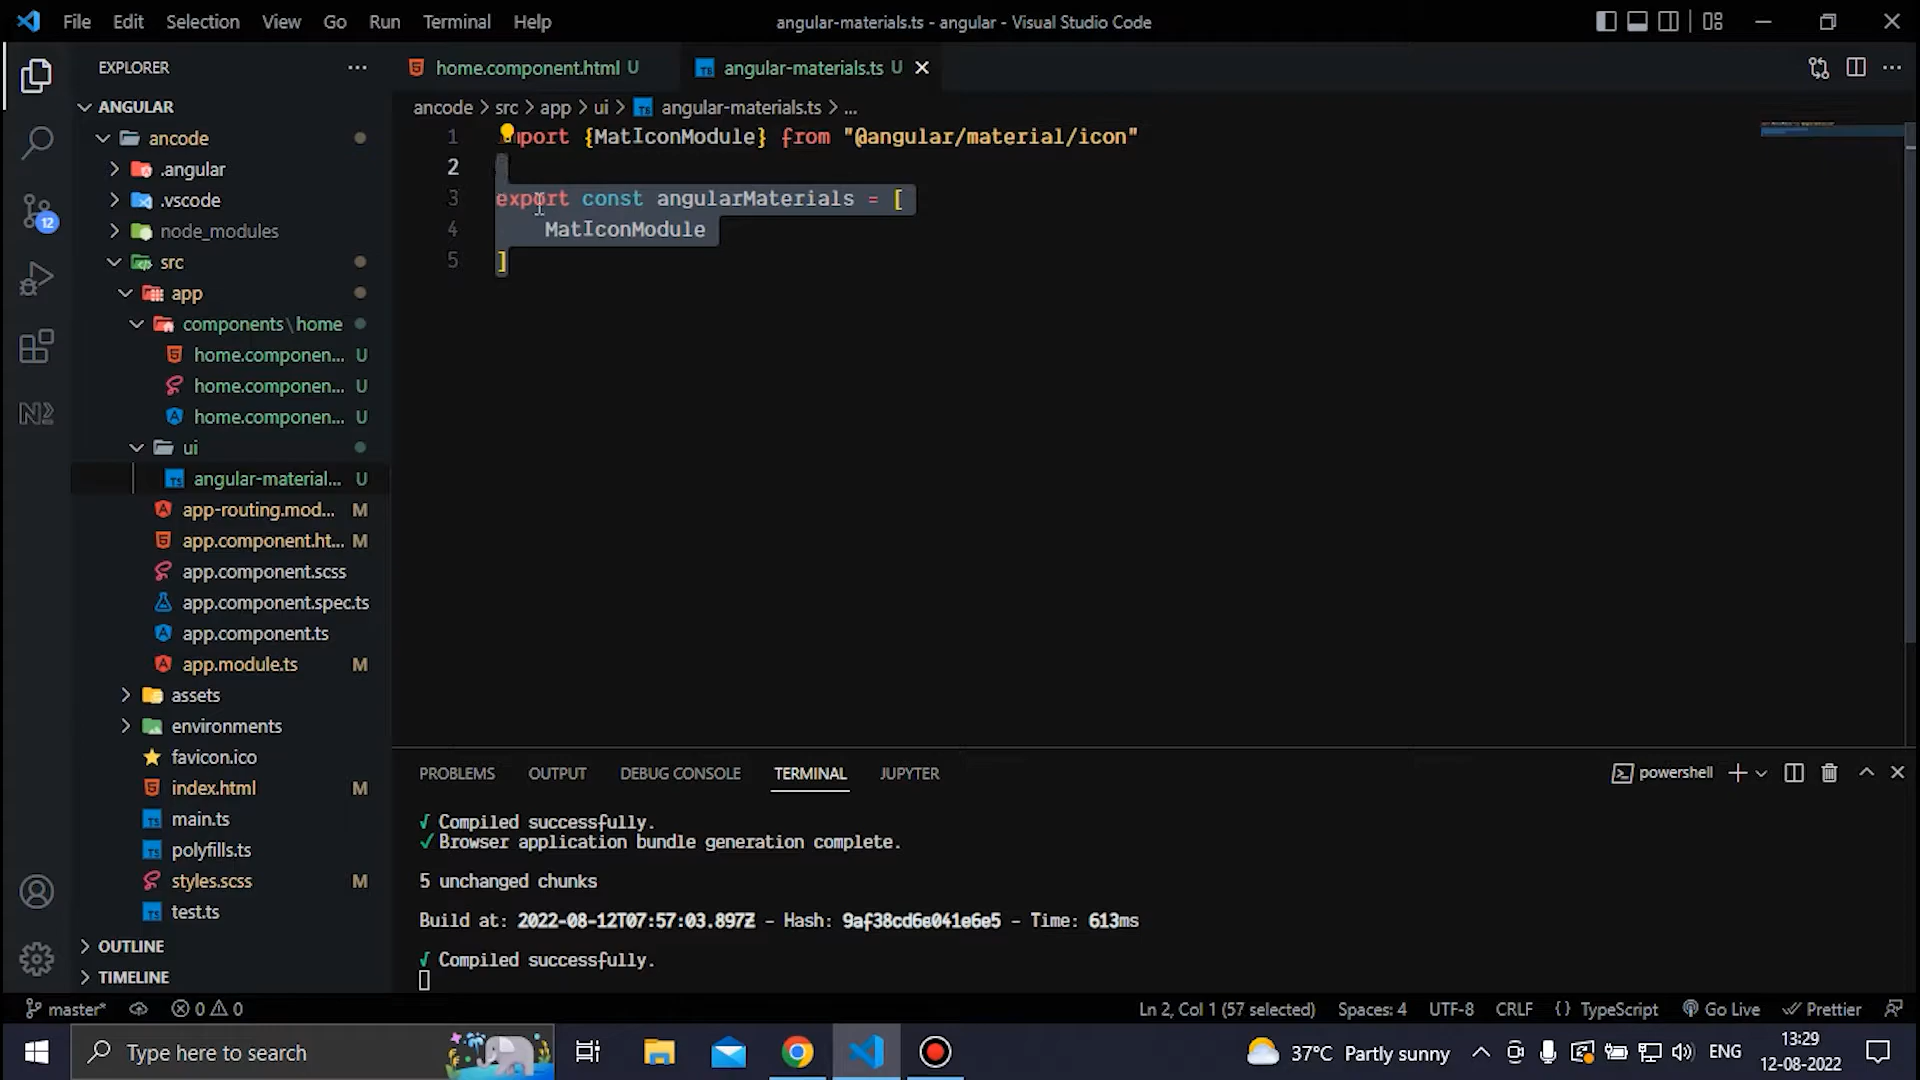 File Edit Selection View Go Run Terminal Help
angular-materials.ts - angular - Visual Studio Code
EXPLORER
home.component.html U
TS angular-materials.ts U
ANGULAR
ancode > src > app > ui > TS angular-materials.ts > ...
ancode
.angular
.vscode
node_modules
src
app
components\home
home.componen... U
home.componen... U
home.componen... U
ui
TS angular-material... U
app-routing.mod... M
app.component.ht... M
app.component.scss
app.component.spec.ts
app.component.ts
app.module.ts M
assets
environments
favicon.ico
index.html M
TS main.ts
TS polyfills.ts
styles.scss M
TS test.ts
OUTLINE
TIMELINE
12
1 port {MatIconModule} from "@angular/material/icon"
2
3 export const angularMaterials = [
4 MatIconModule
5 ]
PROBLEMS OUTPUT DEBUG CONSOLE TERMINAL JUPYTER
powershell
√ Compiled successfully.
✓ Browser application bundle generation complete.
5 unchanged chunks
Build at: 2022-08-12T07:57:03.897Z - Hash: 9af38cd6e041e6e5 - Time: 613ms
√ Compiled successfully.
master* 0 0
Ln 2, Col 1 (57 selected) Spaces: 4 UTF-8 CRLF {} TypeScript Go Live Prettier
Type here to search
37°C Partly sunny
ENG
13:29
12-08-2022